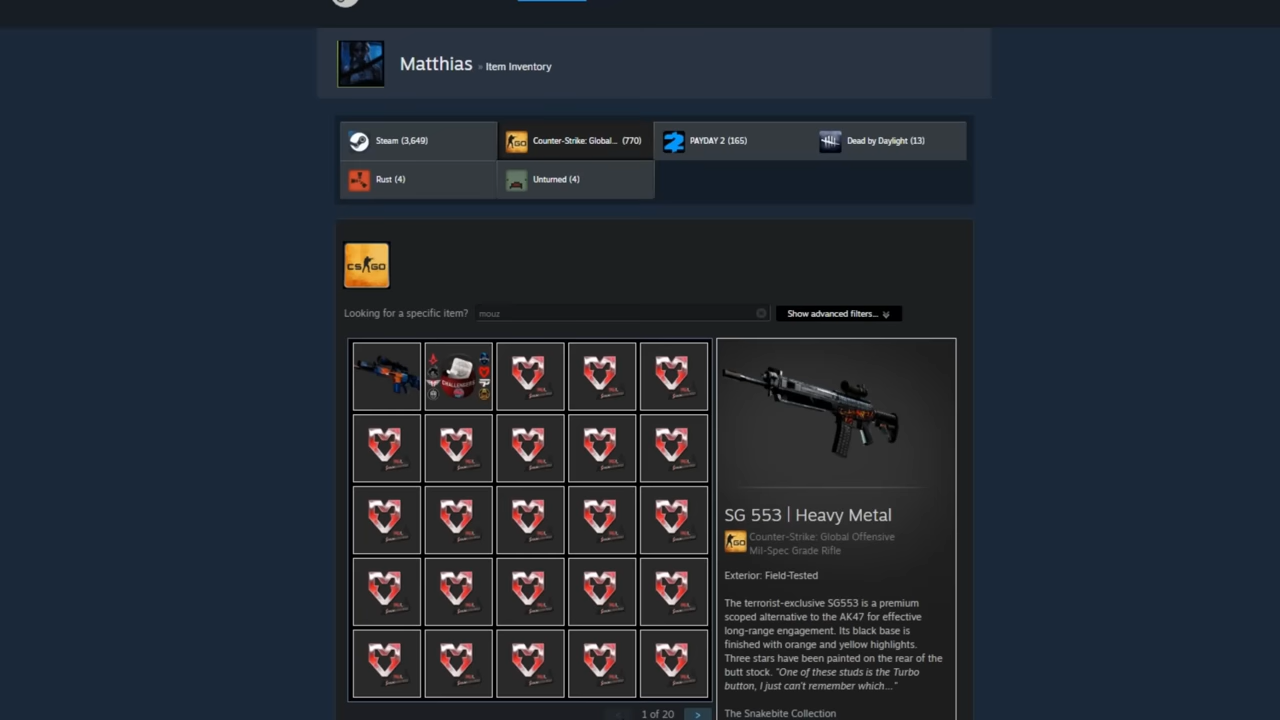 Matthias » Item Inventory
Steam (3,649)
Counter-Strike: Global... (770)
PAYDAY 2 (165)
Dead by Daylight (13)
Rust (4)
Unturned (4)
CS GO
Looking for a specific item?
mouz
Show advanced filters...
CHALLENGERS
SG 553 | Heavy Metal
GO
Counter-Strike: Global Offensive
Mil-Spec Grade Rifle
Exterior: Field-Tested
The terrorist-exclusive SG553 is a premium
scoped alternative to the AK47 for effective
long-range engagement. Its black base is
finished with orange and yellow highlights.
Three stars have been painted on the rear of the
butt stock. "One of these studs is the Turbo
button, I just can't remember which..."
The Snakebite Collection
1 of 20